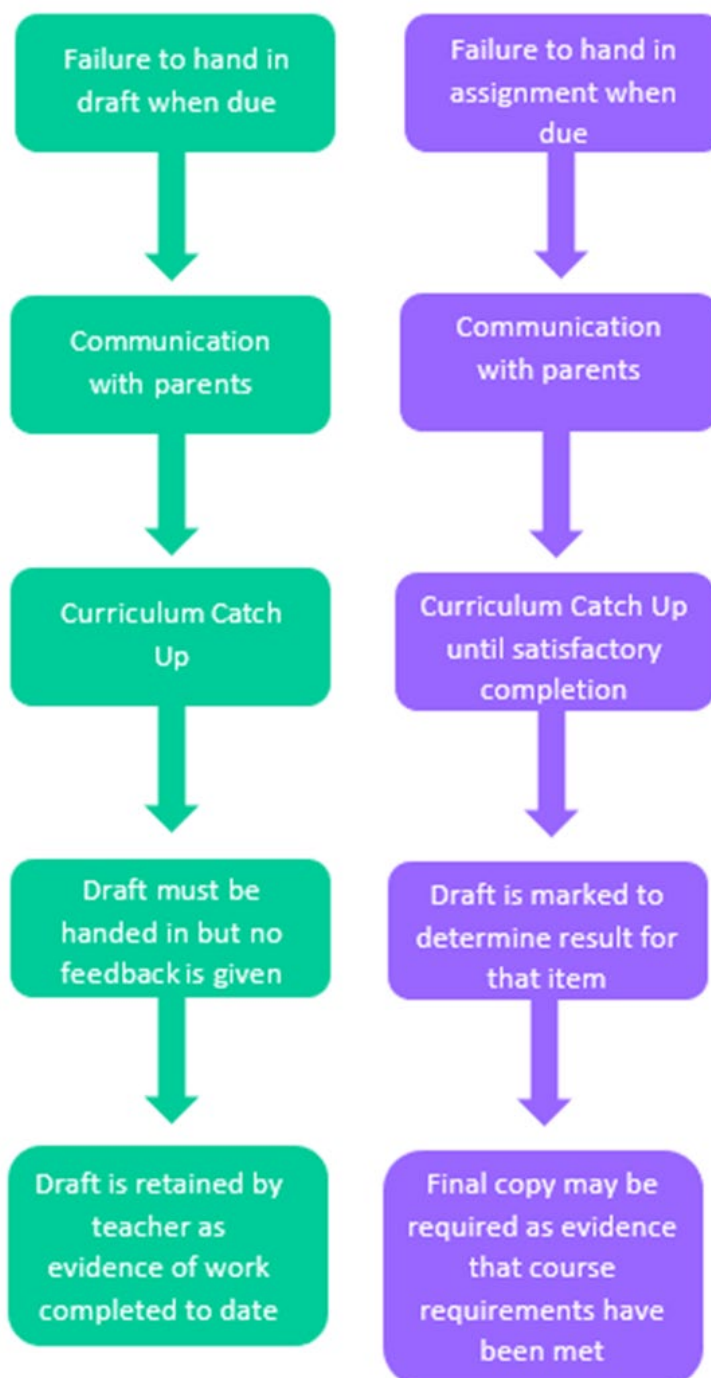 Failure to hand in
draft when due
Communication
with parents
Curriculum Catch
Up
Draft must be
handed in but no
feedback is given
Draft is retained by
teacher as
evidence of work
completed to date
Failure to hand in
assignment when
due
Communication
with parents
Curriculum Catch Up
until satisfactory
completion
Draft is marked to
determine result for
that item
Final copy may be
required as evidence
that course
requirements have
been met